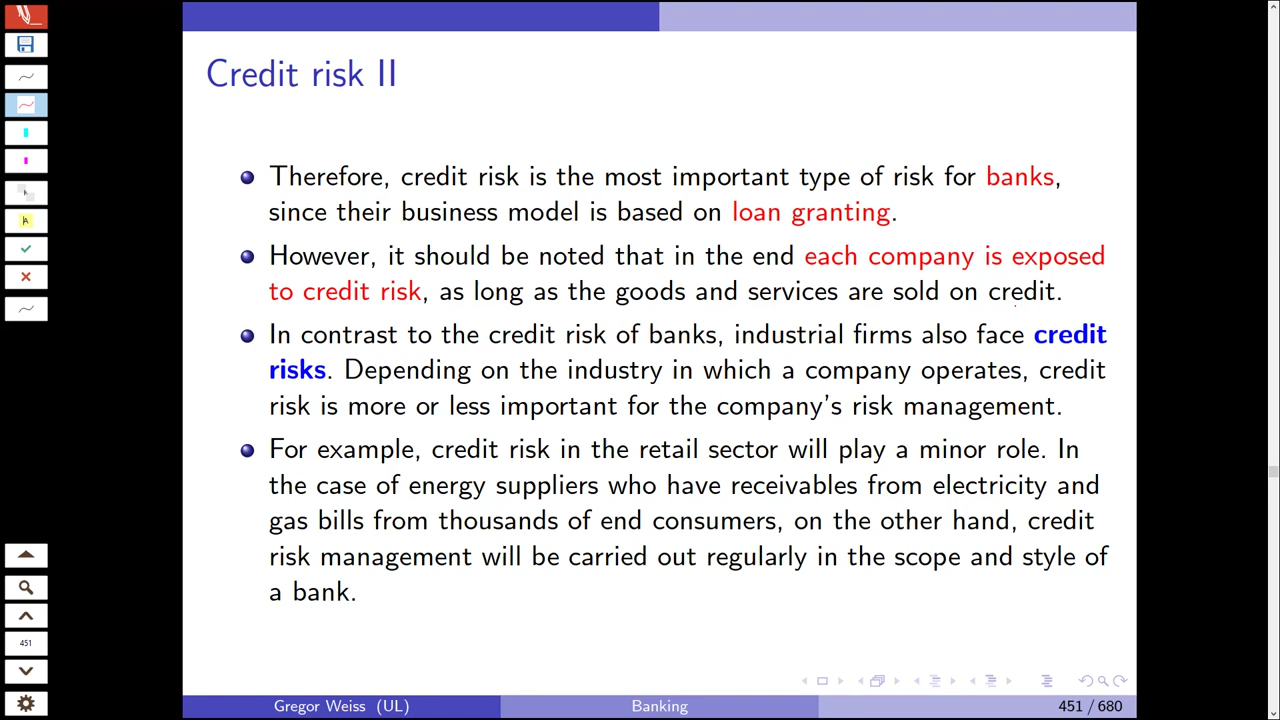 Credit risk II
Therefore, credit risk is the most important type of risk for banks,
since their business model is based on loan granting.
However, it should be noted that in the end each company is exposed
to credit risk, as long as the goods and services are sold on credit.
In contrast to the credit risk of banks, industrial firms also face credit
risks. Depending on the industry in which a company operates, credit
risk is more or less important for the company's risk management.
For example, credit risk in the retail sector will play a minor role. In
the case of energy suppliers who have receivables from electricity and
gas bills from thousands of end consumers, on the other hand, credit
risk management will be carried out regularly in the scope and style of
a bank.
451
Gregor Weiss (UL) Banking 451 / 680